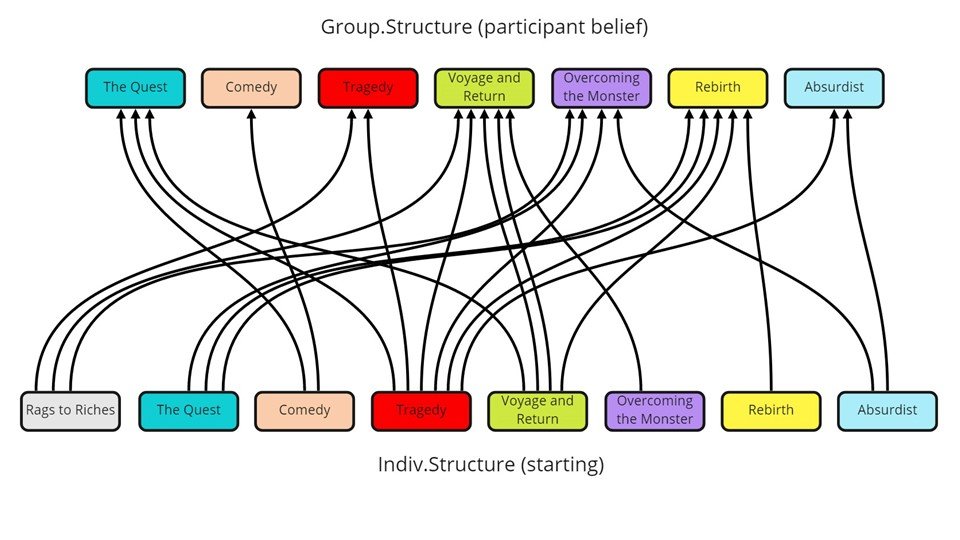 Group.Structure (participant belief)
The Quest
Comedy
Tragedy
Voyage and
Return
Overcoming
the Monster
Rebirth
Absurdist
Rags to Riches
The Quest
Comedy
Tragedy
Voyage and
Return
Overcoming
the Monster
Rebirth
Absurdist
Indiv.Structure (starting)